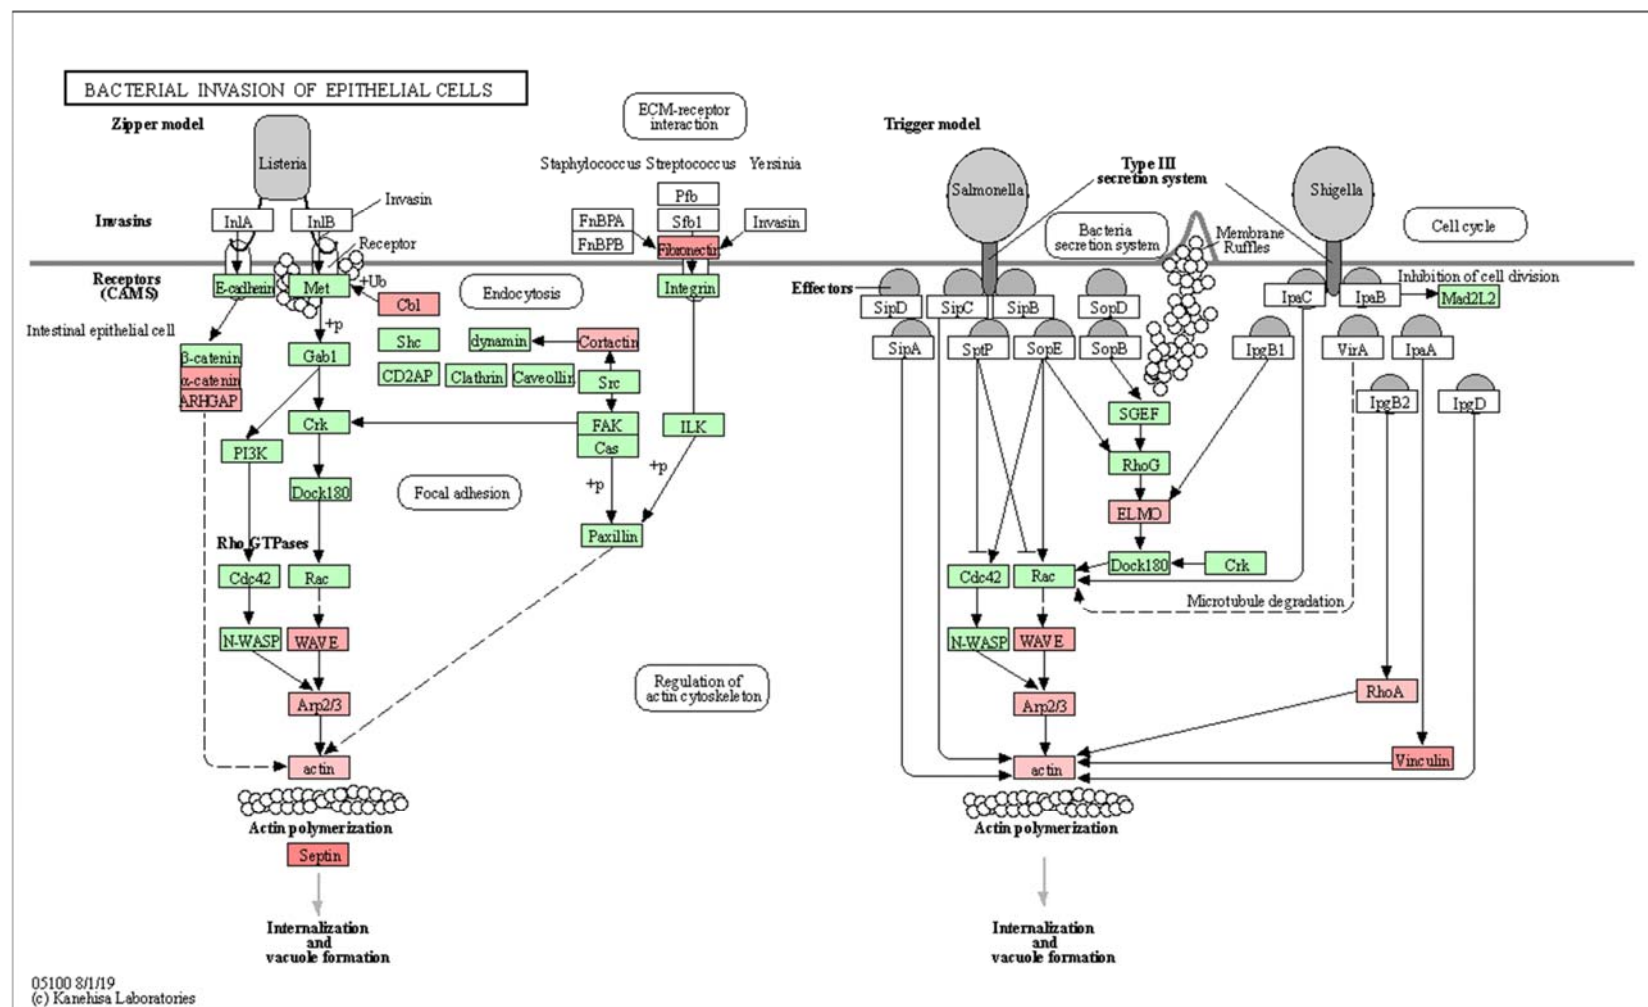 BACTERIAL INVASION OF EPITHELIAL CELLS
Zipper model
Listeria
Invasins
InlA
InlB
Invasin
Receptor
Receptors
(CAMS)
E-cadherin
Met
+Ub
Cbl
Endocytosis
Intestinal epithelial cell
+p
β-catenin
α-catenin
ARHGAP
Gab1
Shc
CD2AP
dynamin
Cortactin
Clathrin
Caveollin
Src
Crk
FAK
Cas
ILK
PI3K
Dock180
Focal adhesion
+p
+p
Paxillin
Rho GTPases
Cdc42
Rac
N-WASP
WAVE
Arp2/3
actin
Actin polymerization
Septin
Internalization
and
vacuole formation
ECM-receptor
interaction
Staphylococcus
Streptococcus
Yersinia
Pfb
FnBPA
FnBPB
Sfb1
Invasin
Fibronectin
Integrin
Regulation of
actin cytoskeleton
Trigger model
Salmonella
Type III
secretion system
Shigella
Bacteria
secretion system
Membrane
Ruffles
Cell cycle
Effectors
SipD
SipC
SipB
SopD
IpaC
IpaB
Inhibition of cell division
Mad2L2
SipA
SptP
SopE
SopB
IpgB1
VirA
IpaA
IpgB2
IpgD
SGEF
RhoG
ELMO
Dock180
Crk
Cdc42
Rac
Microtubule degradation
N-WASP
WAVE
Arp2/3
RhoA
Vinculin
actin
Actin polymerization
Internalization
and
vacuole formation
05100 8/1/19
(c) Kanehisa Laboratories